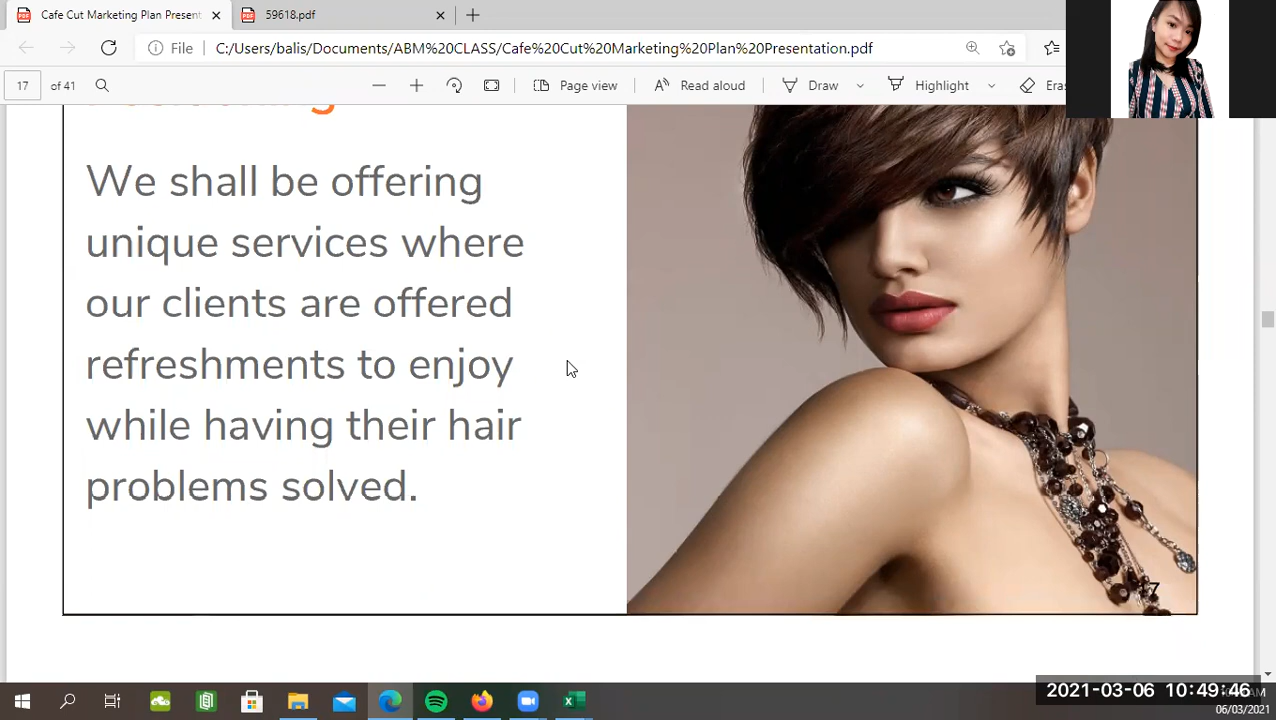 Cafe Cut Marketing Plan Present
59618.pdf
File
C:/Users/balis/Documents/ABM%20CLASS/Cafe%20Cut%20Marketing%20Plan%20Presentation.pdf
17 of 41
Page view
Read aloud
Draw
Highlight
Eras
We shall be offering
unique services where
our clients are offered
refreshments to enjoy
while having their hair
problems solved.
2021-03-06 10:49:46
06/03/2021